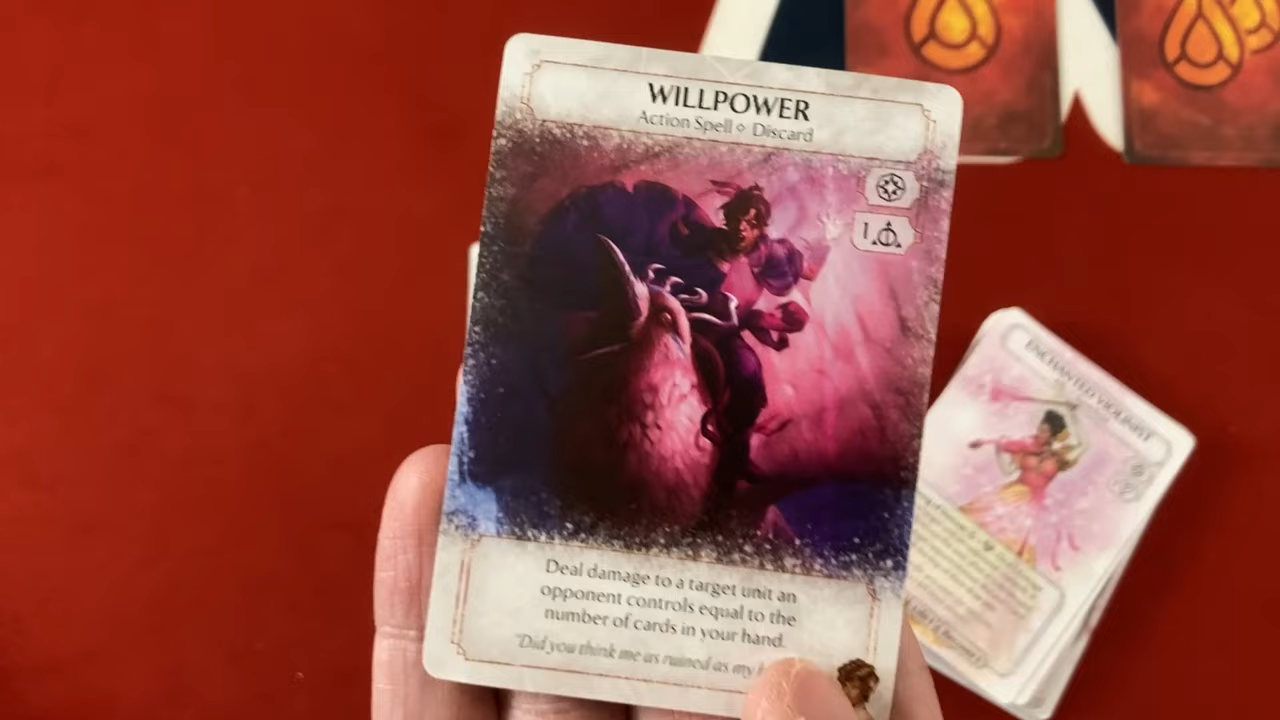 WILLPOWER
Action Spell ⋄ Discard
1
Deal damage to a target unit an
opponent controls equal to the
number of cards in your hand.
"Did you think me as ruined as my
ENCHANTED VIOLINIST